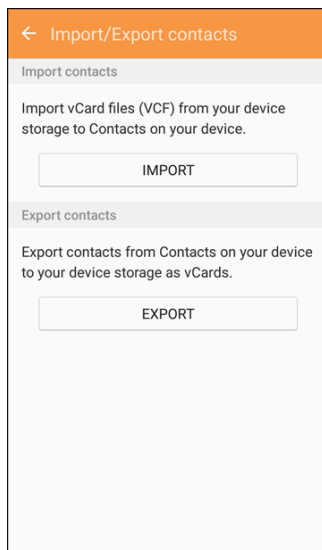 Import/Export contacts
Import contacts
Import vCard files (VCF) from your device
storage to Contacts on your device.
IMPORT
Export contacts
Export contacts from Contacts on your device
to your device storage as vCards.
EXPORT